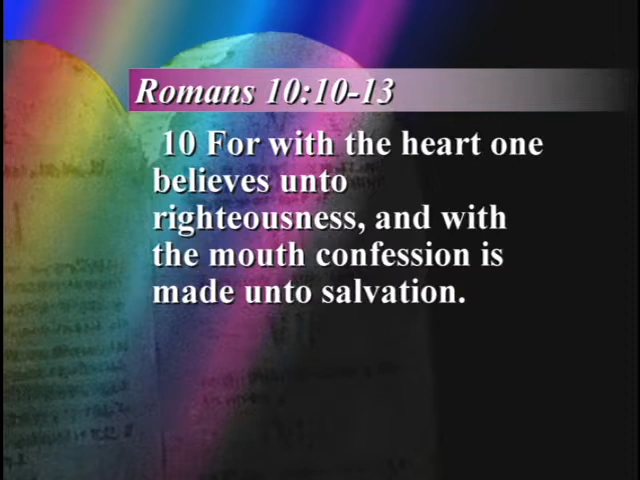 Romans 10:10-13
10 For with the heart one
believes unto
righteousness, and with
the mouth confession is
made unto salvation.